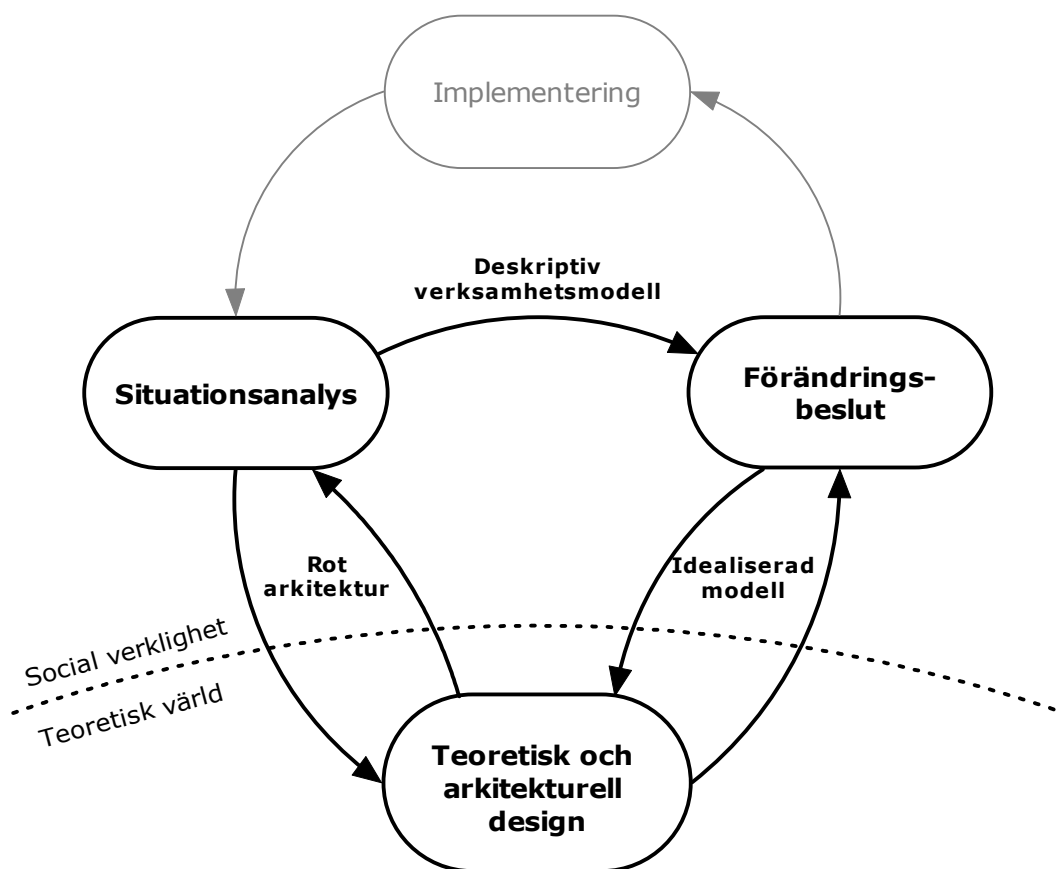 Implementering
Deskriptiv
verksamhetsmodell
Situationsanalys
Förändrings-
beslut
Rot
arkitektur
Idealiserad
modell
Social verklighet
Teoretisk värld
Teoretisk och
arkitekturell
design